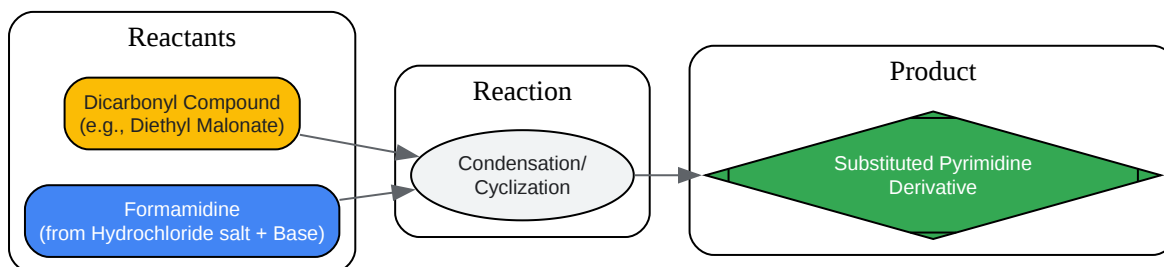 Reactants
Dicarbonyl Compound
(e.g., Diethyl Malonate)
Formamidine
(from Hydrochloride salt + Base)
Reaction
Condensation/
Cyclization
Product
Substituted Pyrimidine
Derivative